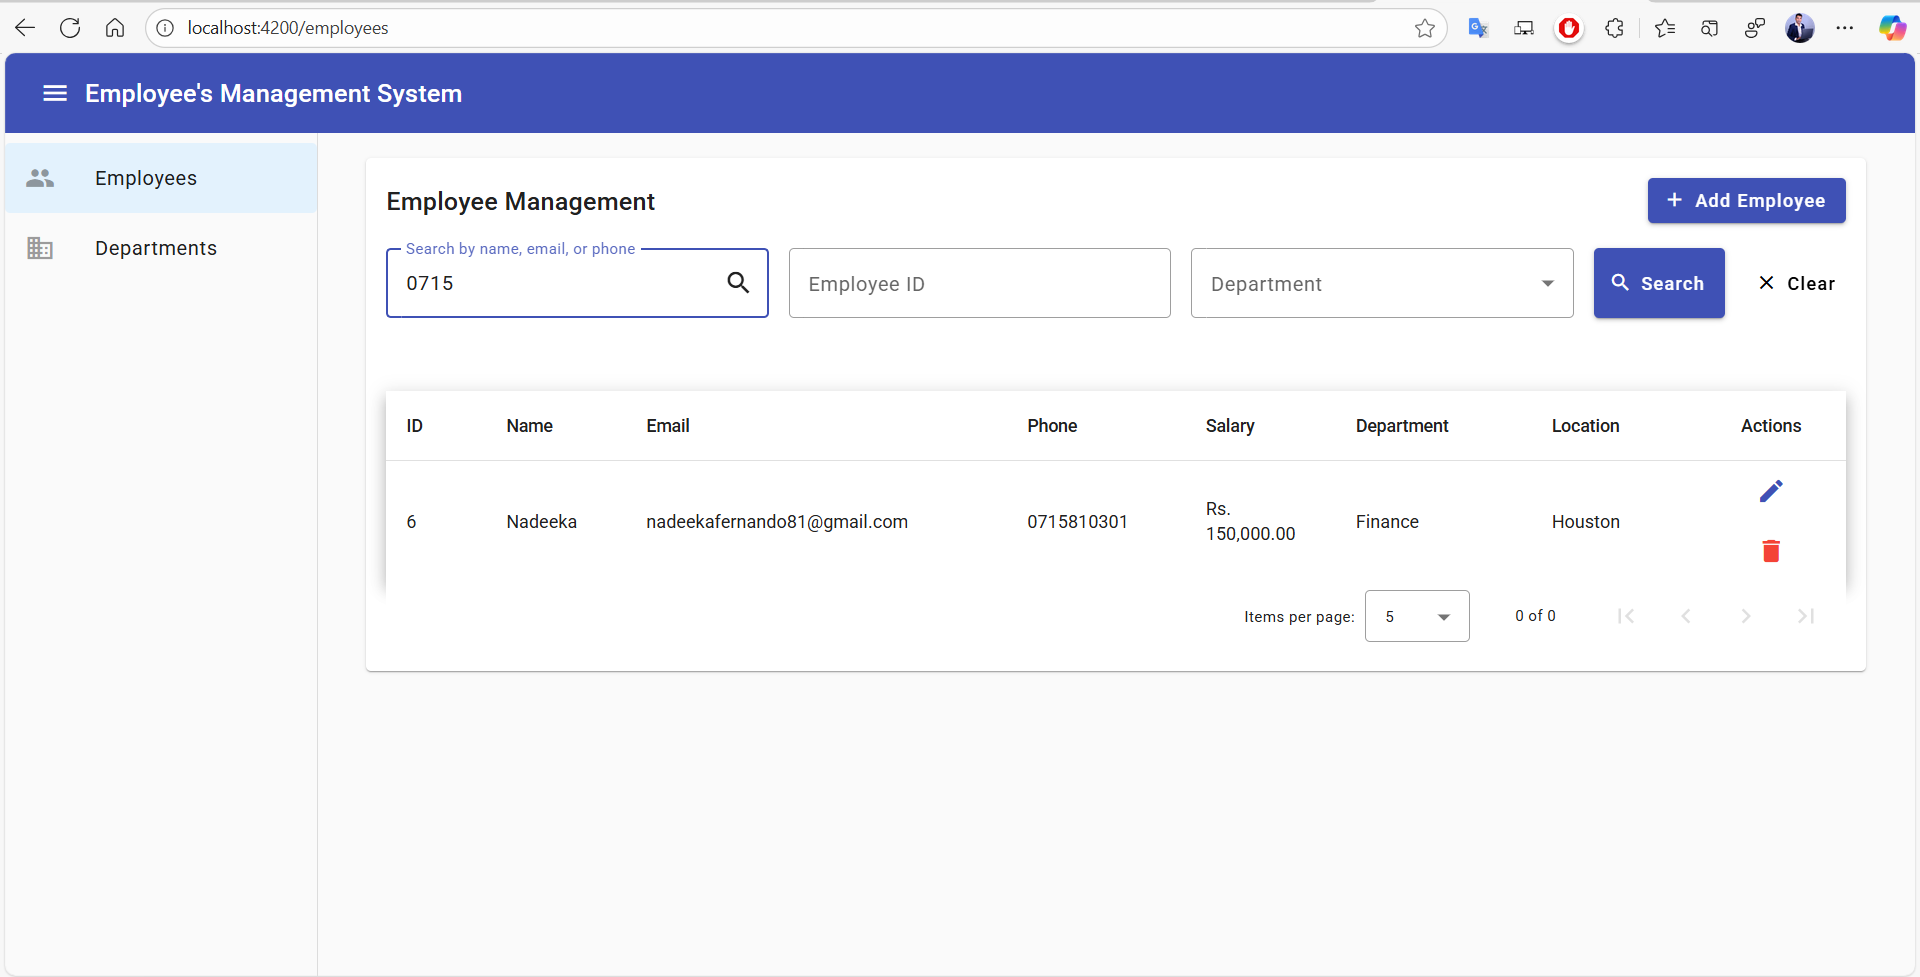 localhost:4200/employees
Employee's Management System
Employees
Departments
Employee Management
+ Add Employee
Search by name, email, or phone
0715
Employee ID
Department
Search
Clear
ID Name Email Phone Salary Department Location Actions
6 Nadeeka nadeekafernando81@gmail.com 0715810301 Rs. 150,000.00 Finance Houston
Items per page: 5 0 of 0